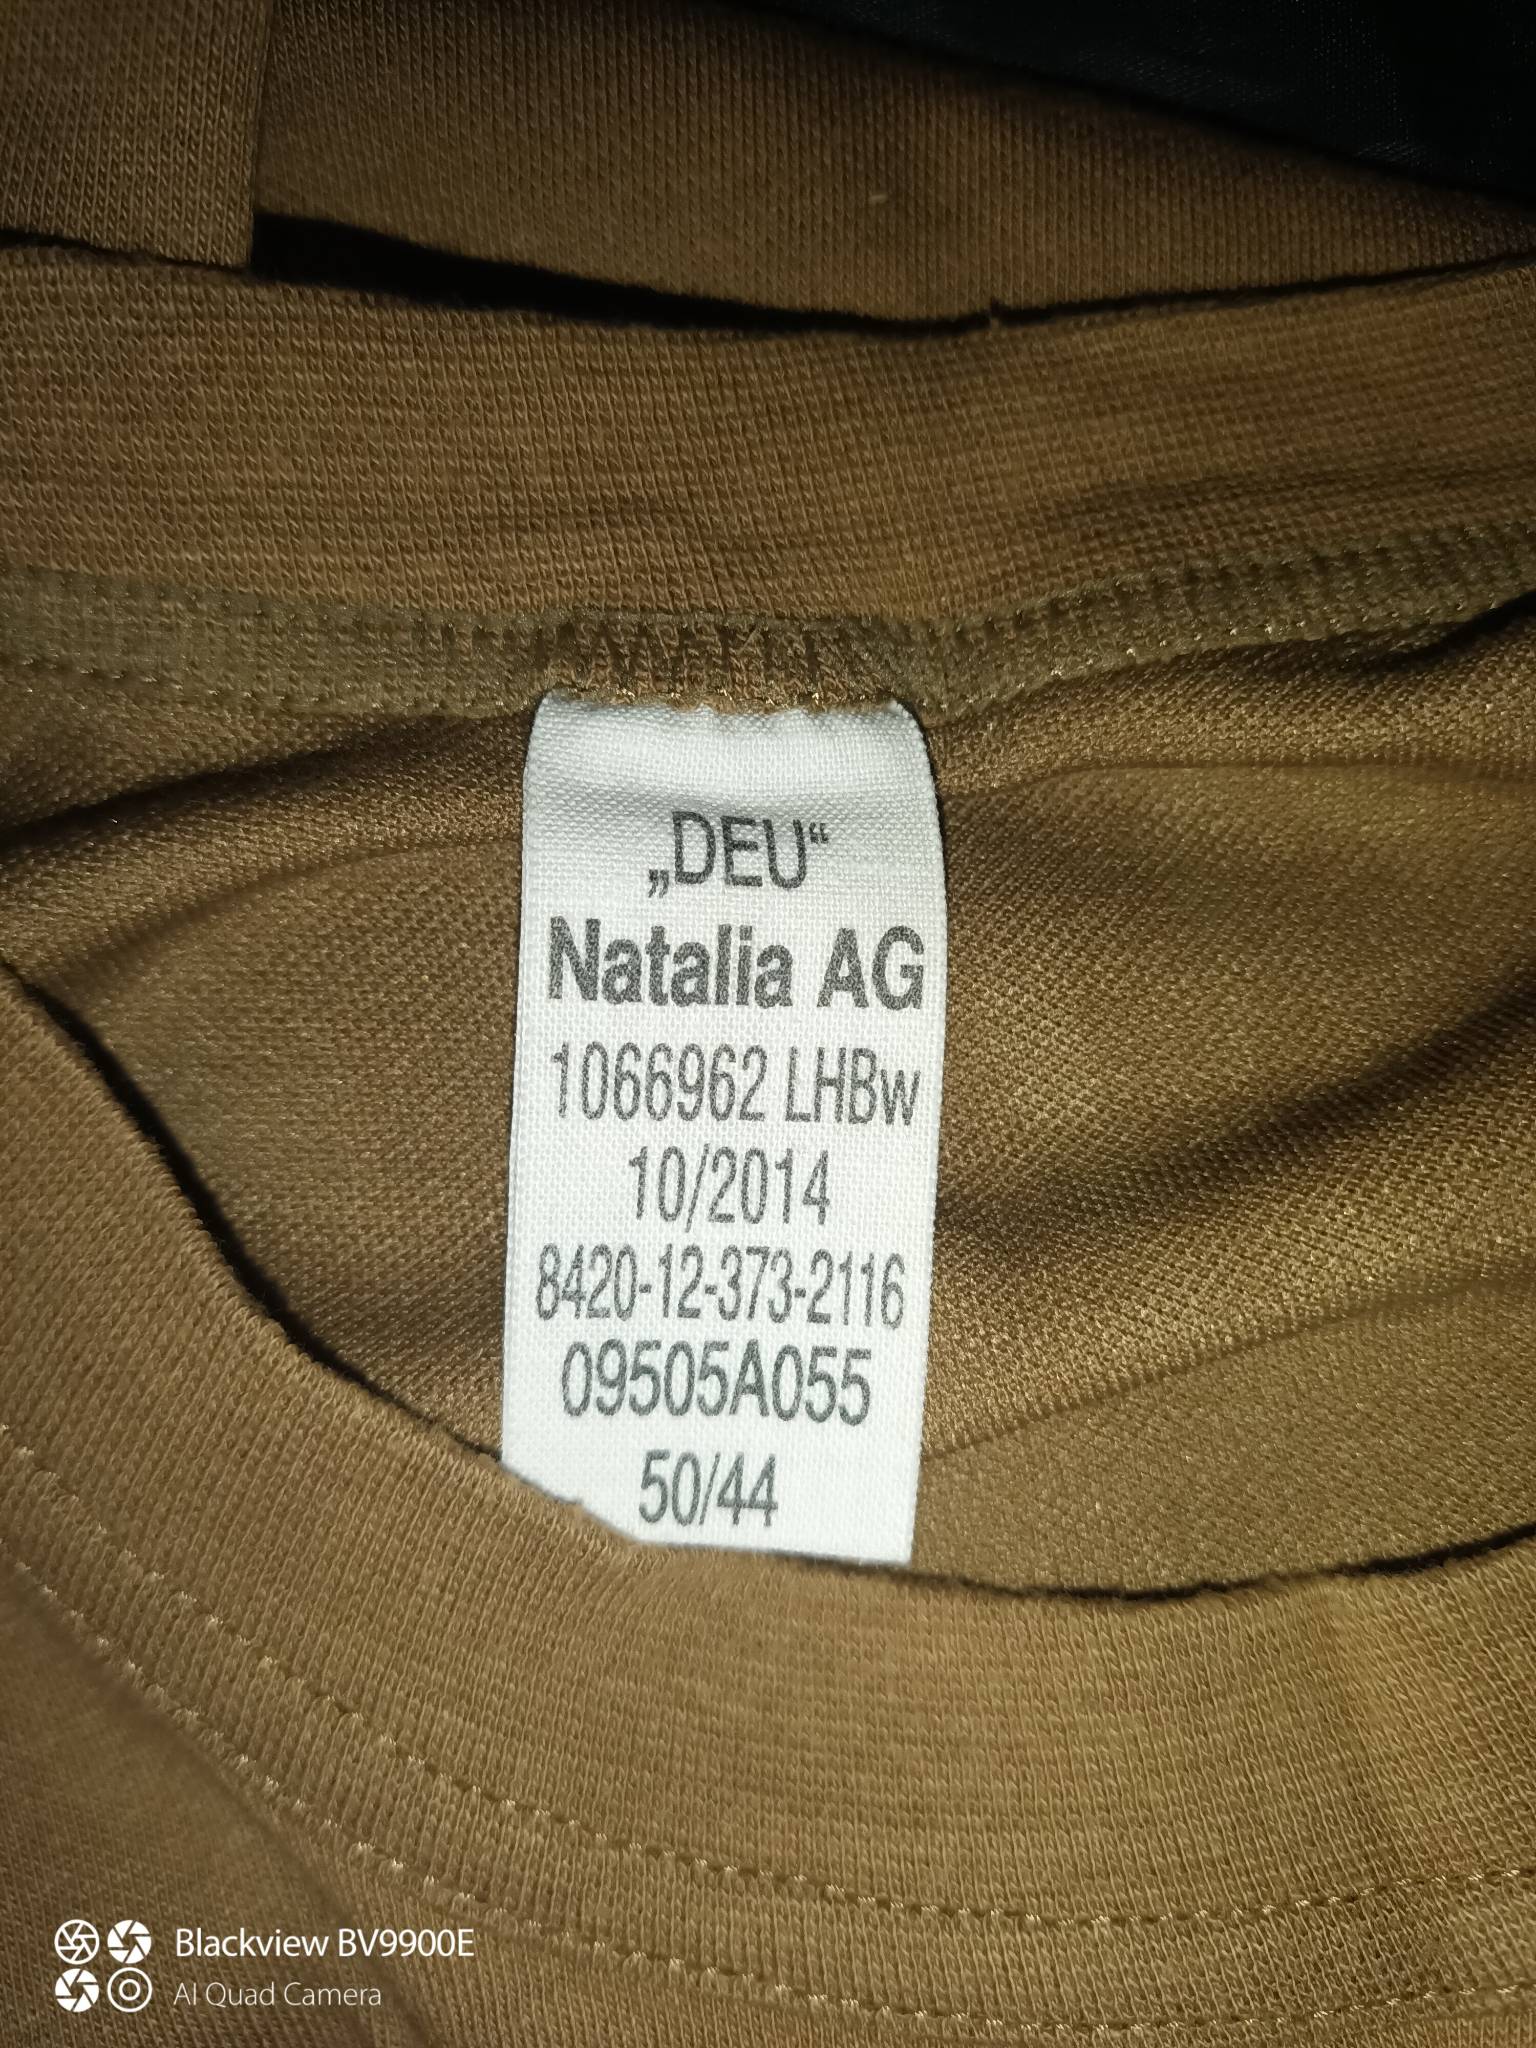 „DEU“
Natalia AG
1066962 LHBw
10/2014
8420-12-373-2116
09505A055
50/44
Blackview BV9900E
AI Quad Camera